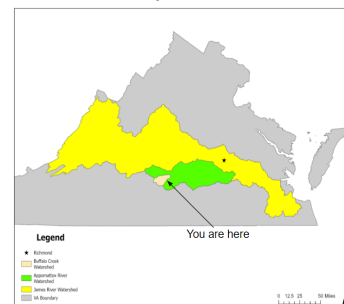 You are here
Legend
Richmond
Buffalo Creek
Watershed
Appomattox River
Watershed
James River Watershed
VA Boundary
0 12.5 25 50 Miles